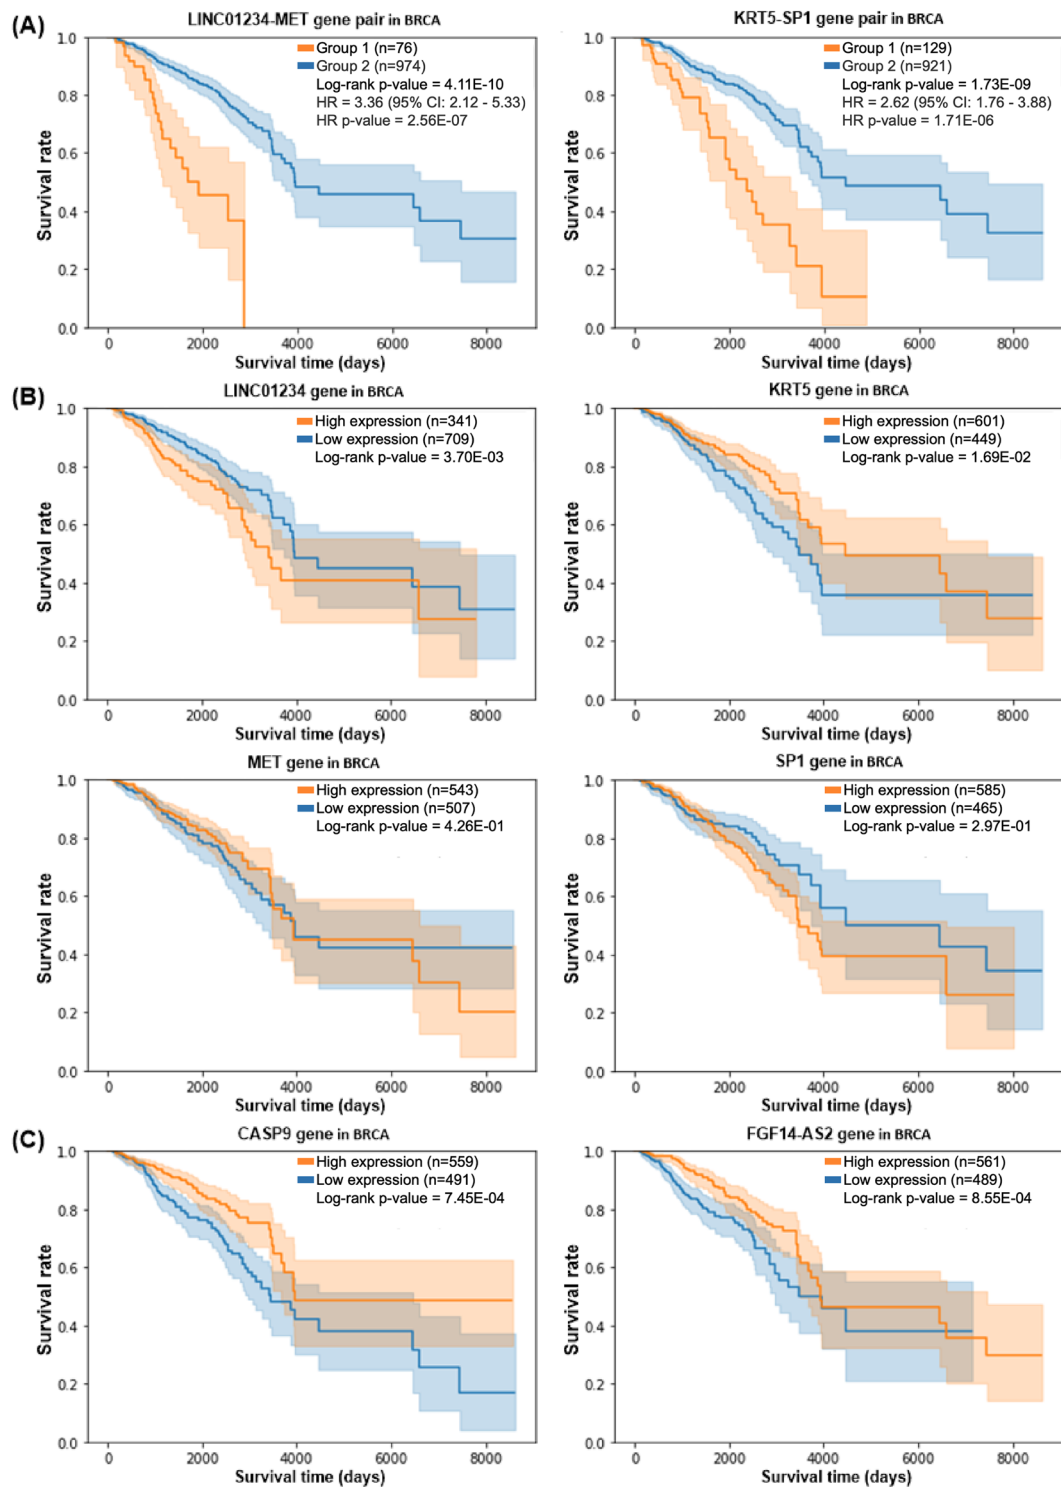 (A)
LINC01234-MET gene pair in BRCA
1.0
0.8
0.6
0.4
0.2
0.0
Survival rate
Group 1 (n=76)
Group 2 (n=974)
Log-rank p-value = 4.11E-10
HR = 3.36 (95% CI: 2.12 - 5.33)
HR p-value = 2.56E-07
0 2000 4000 6000 8000
Survival time (days)
KRT5-SP1 gene pair in BRCA
1.0
0.8
0.6
0.4
0.2
0.0
Survival rate
Group 1 (n=129)
Group 2 (n=921)
Log-rank p-value = 1.73E-09
HR = 2.62 (95% CI: 1.76 - 3.88)
HR p-value = 1.71E-06
0 2000 4000 6000 8000
Survival time (days)
(B)
LINC01234 gene in BRCA
1.0
0.8
0.6
0.4
0.2
0.0
Survival rate
High expression (n=341)
Low expression (n=709)
Log-rank p-value = 3.70E-03
0 2000 4000 6000 8000
Survival time (days)
KRT5 gene in BRCA
1.0
0.8
0.6
0.4
0.2
0.0
Survival rate
High expression (n=601)
Low expression (n=449)
Log-rank p-value = 1.69E-02
0 2000 4000 6000 8000
Survival time (days)
MET gene in BRCA
1.0
0.8
0.6
0.4
0.2
0.0
Survival rate
High expression (n=543)
Low expression (n=507)
Log-rank p-value = 4.26E-01
0 2000 4000 6000 8000
Survival time (days)
SP1 gene in BRCA
1.0
0.8
0.6
0.4
0.2
0.0
Survival rate
High expression (n=585)
Low expression (n=465)
Log-rank p-value = 2.97E-01
0 2000 4000 6000 8000
Survival time (days)
(C)
CASP9 gene in BRCA
1.0
0.8
0.6
0.4
0.2
0.0
Survival rate
High expression (n=559)
Low expression (n=491)
Log-rank p-value = 7.45E-04
0 2000 4000 6000 8000
Survival time (days)
FGF14-AS2 gene in BRCA
1.0
0.8
0.6
0.4
0.2
0.0
Survival rate
High expression (n=561)
Low expression (n=489)
Log-rank p-value = 8.55E-04
0 2000 4000 6000 8000
Survival time (days)